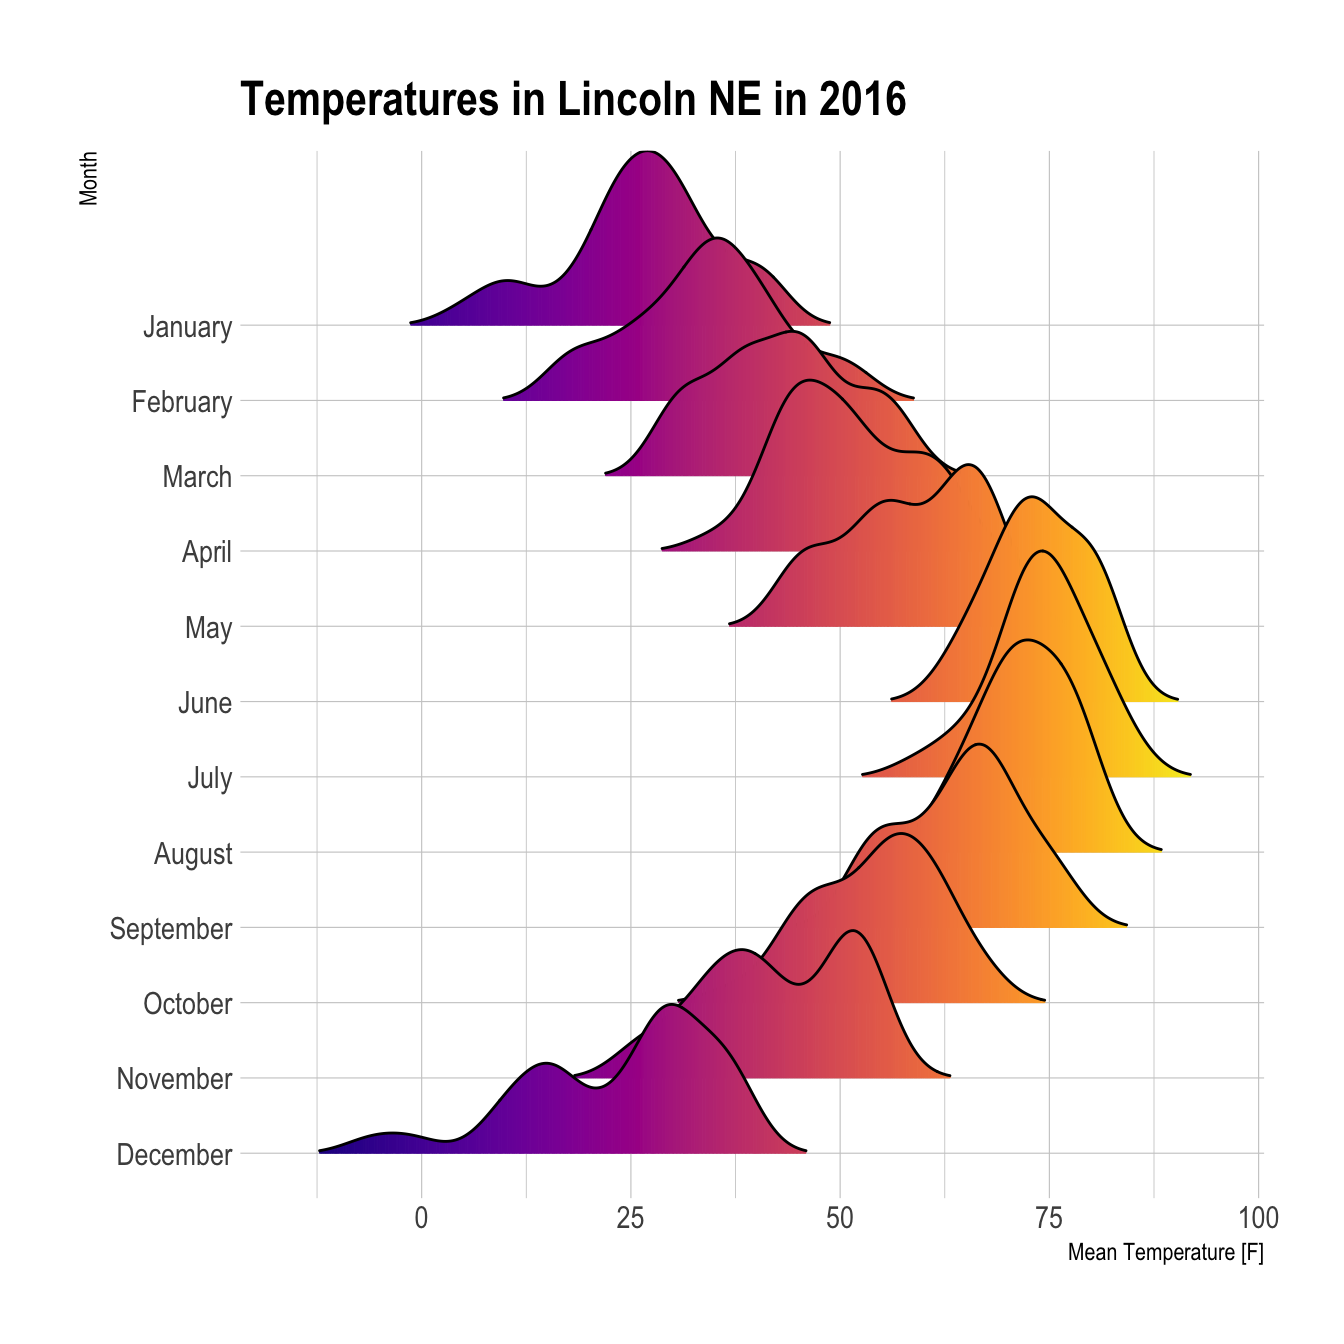 Temperatures in Lincoln NE in 2016
Month
January
February
March
April
May
June
July
August
September
October
November
December
0 25 50 75 100
Mean Temperature [F]